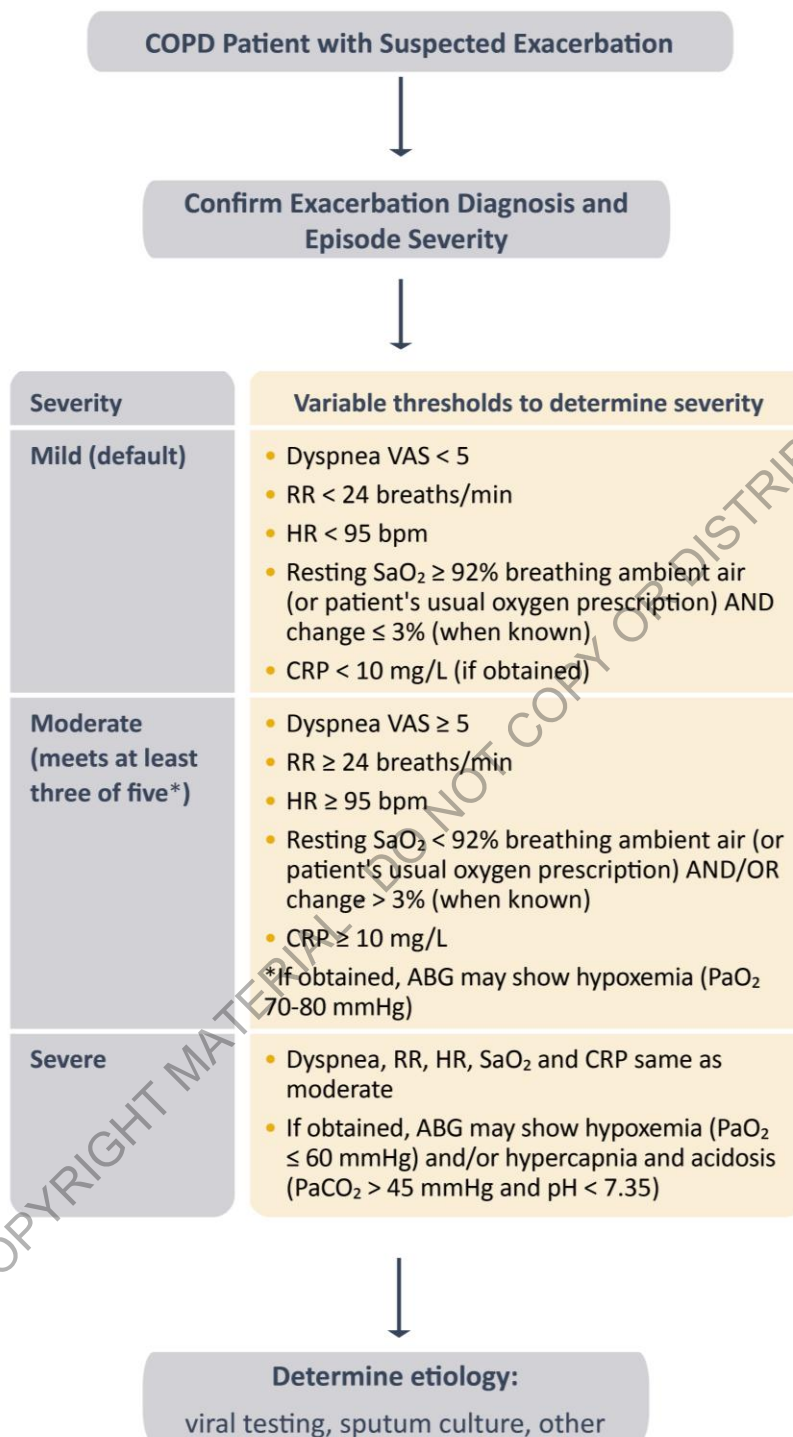 COPD Patient with Suspected Exacerbation
Confirm Exacerbation Diagnosis and
Episode Severity
Severity
Variable thresholds to determine severity
Mild (default)
• Dyspnea VAS < 5
• RR < 24 breaths/min
• HR < 95 bpm
• Resting SaO₂ ≥ 92% breathing ambient air
(or patient's usual oxygen prescription) AND
change ≤ 3% (when known)
• CRP < 10 mg/L (if obtained)
Moderate
(meets at least
three of five*)
• Dyspnea VAS ≥ 5
• RR ≥ 24 breaths/min
• HR ≥ 95 bpm
• Resting SaO₂ < 92% breathing ambient air (or
patient's usual oxygen prescription) AND/OR
change > 3% (when known)
• CRP ≥ 10 mg/L
*If obtained, ABG may show hypoxemia (PaO₂
70-80 mmHg)
Severe
• Dyspnea, RR, HR, SaO₂ and CRP same as
moderate
• If obtained, ABG may show hypoxemia (PaO₂
≤ 60 mmHg) and/or hypercapnia and acidosis
(PaCO₂ > 45 mmHg and pH < 7.35)
Determine etiology:
viral testing, sputum culture, other
COPYRIGHT MATERIAL - DO NOT COPY OR